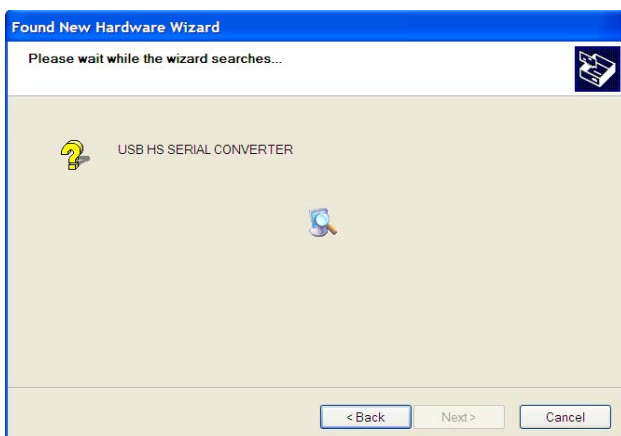 Found New Hardware Wizard
Please wait while the wizard searches...
USB HS SERIAL CONVERTER
< Back
Next >
Cancel